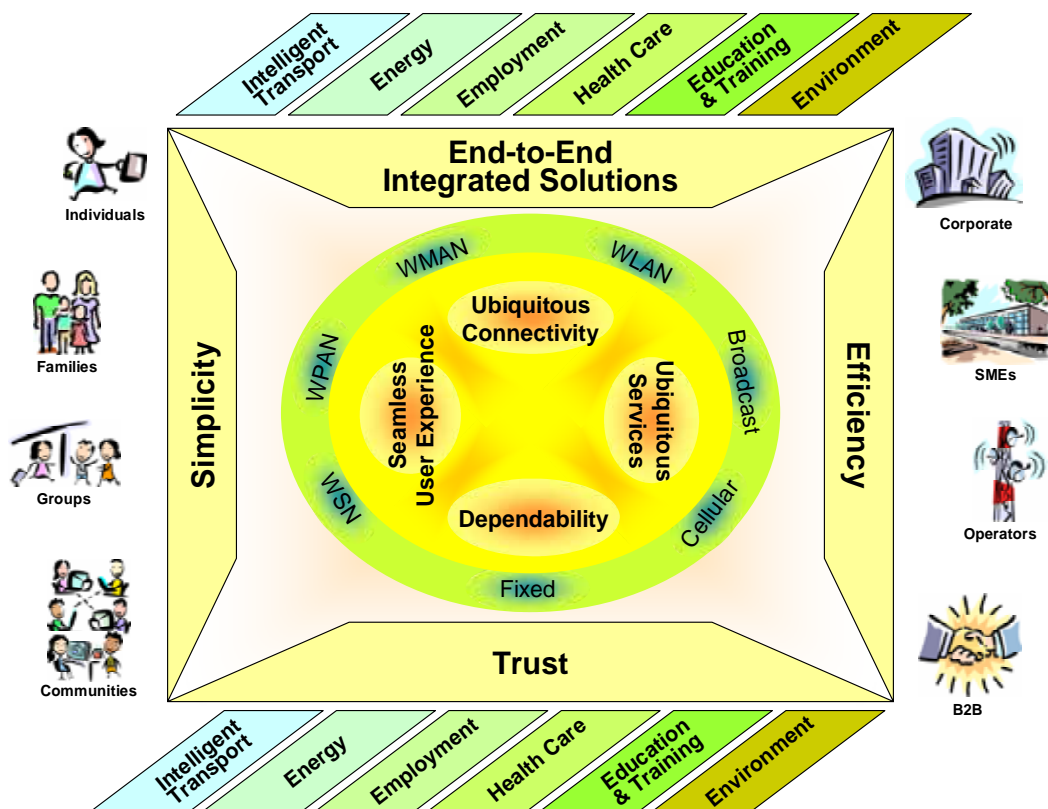 Intelligent
Transport
Energy
Employment
Health Care
Education
& Training
Environment
End-to-End
Integrated Solutions
Individuals
Families
Groups
Communities
Simplicity
WMAN
WLAN
WPAN
Broadcast
WSN
Cellular
Fixed
Ubiquitous
Connectivity
Seamless
User Experience
Ubiquitous
Services
Dependability
Efficiency
Corporate
SMEs
Operators
B2B
Trust
Intelligent
Transport
Energy
Employment
Health Care
Education
& Training
Environment